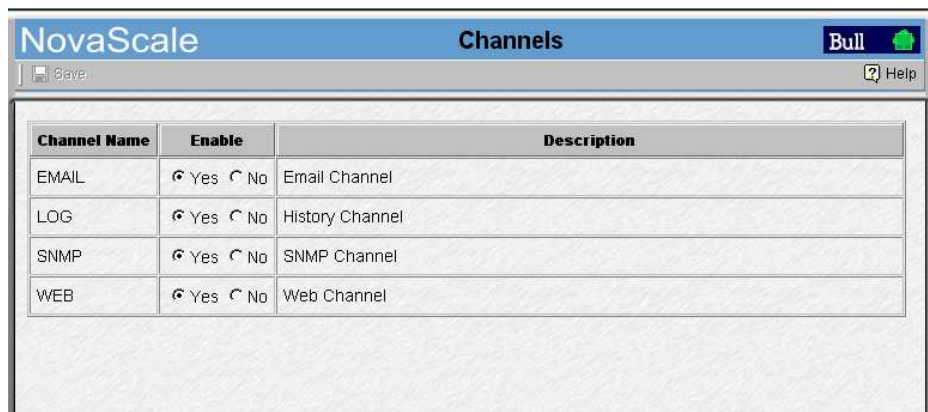 NovaScale Channels Bull
Save Help
Channel Name Enable Description
EMAIL Yes No Email Channel
LOG Yes No History Channel
SNMP Yes No SNMP Channel
WEB Yes No Web Channel